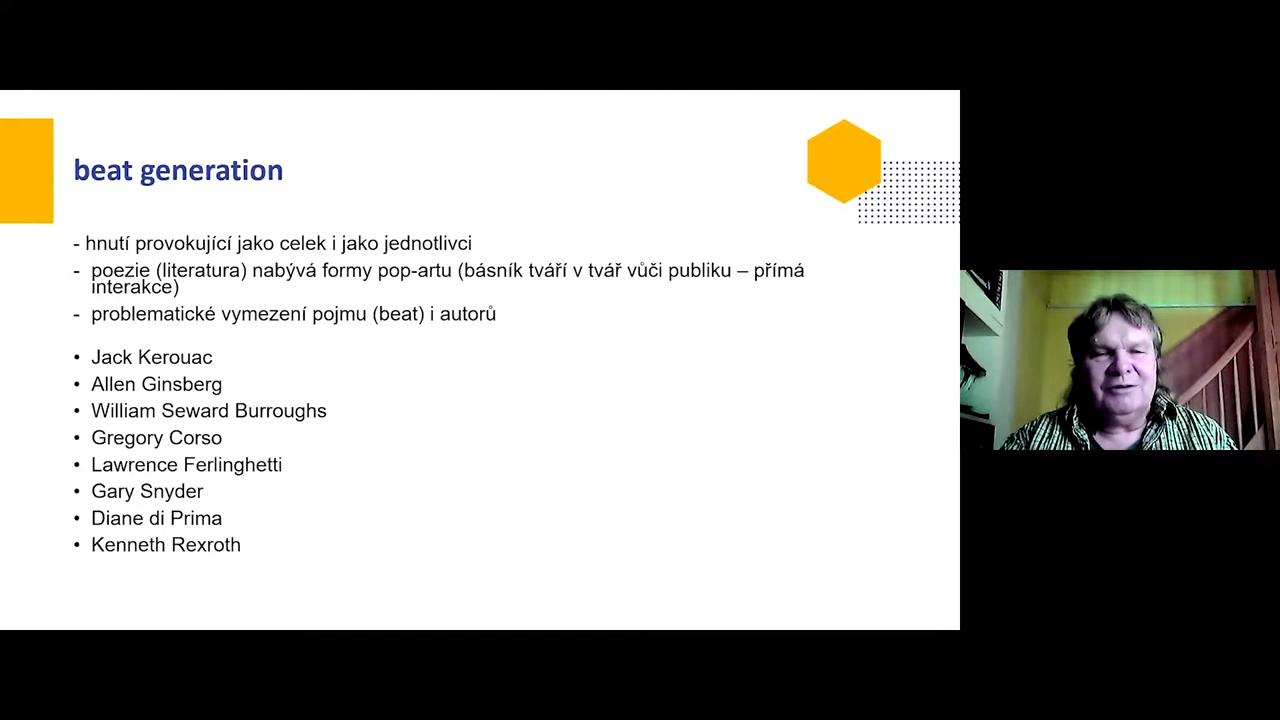 beat generation
- hnutí provokující jako celek i jako jednotlivci
- poezie (literatura) nabývá formy pop-artu (básník tváří v tvář vůči publiku – přímá
interakce)
- problematické vymezení pojmu (beat) i autorů
• Jack Kerouac
• Allen Ginsberg
• William Seward Burroughs
• Gregory Corso
• Lawrence Ferlinghetti
• Gary Snyder
• Diane di Prima
• Kenneth Rexroth